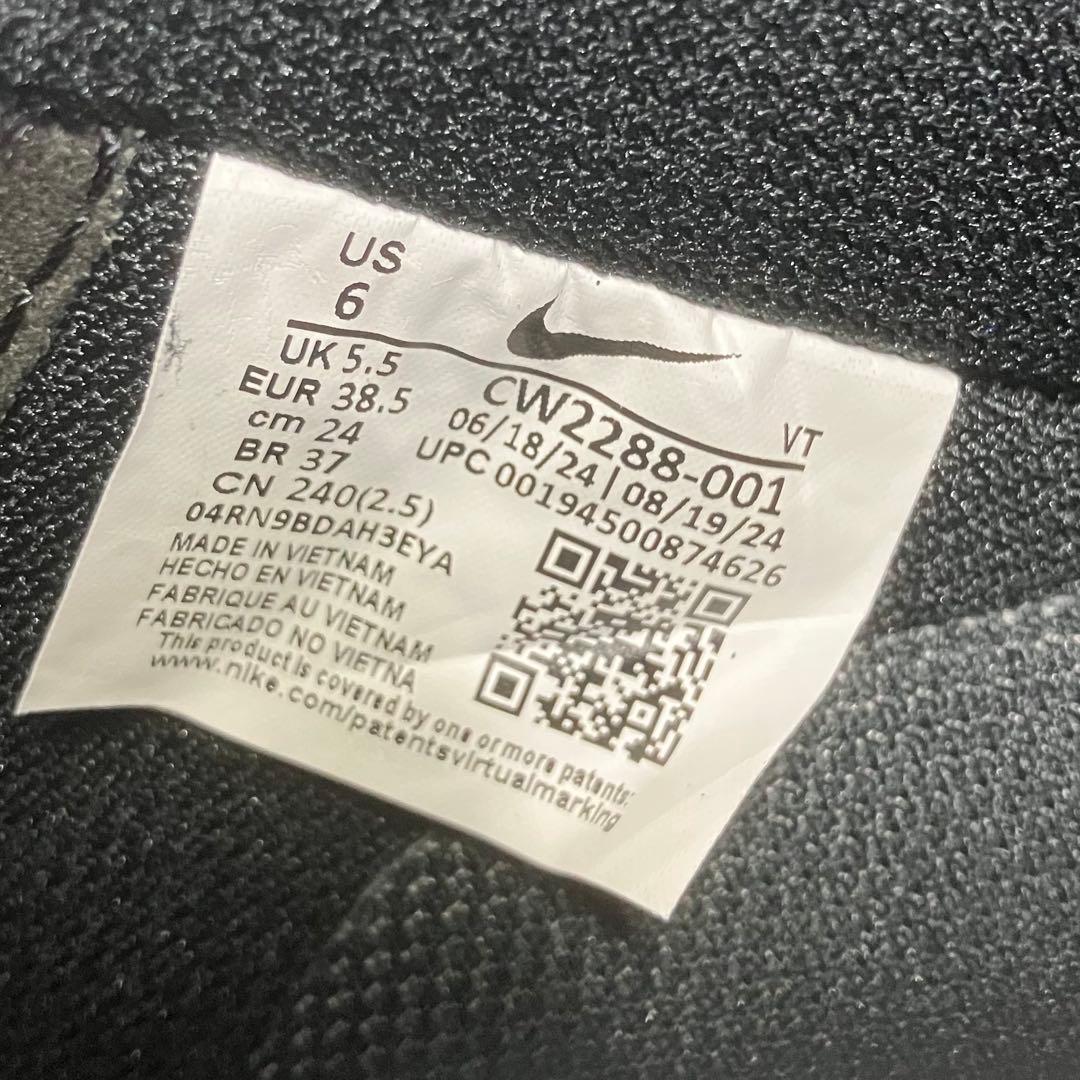 US
6
UK 5.5
EUR 38.5
cm 24
BR 37
CN 240(2.5)
04RN9BDAH3EYA
MADE IN VIETNAM
HECHO EN VIETNAM
FABRIQUE AU VIETNAM
FABRICADO NO VIETNA
This product is covered by one or more patents:
www.nike.com/patentsvirtualmarking
VT
CW2288-001
06/18/24 | 08/19/24
UPC 00194500874626